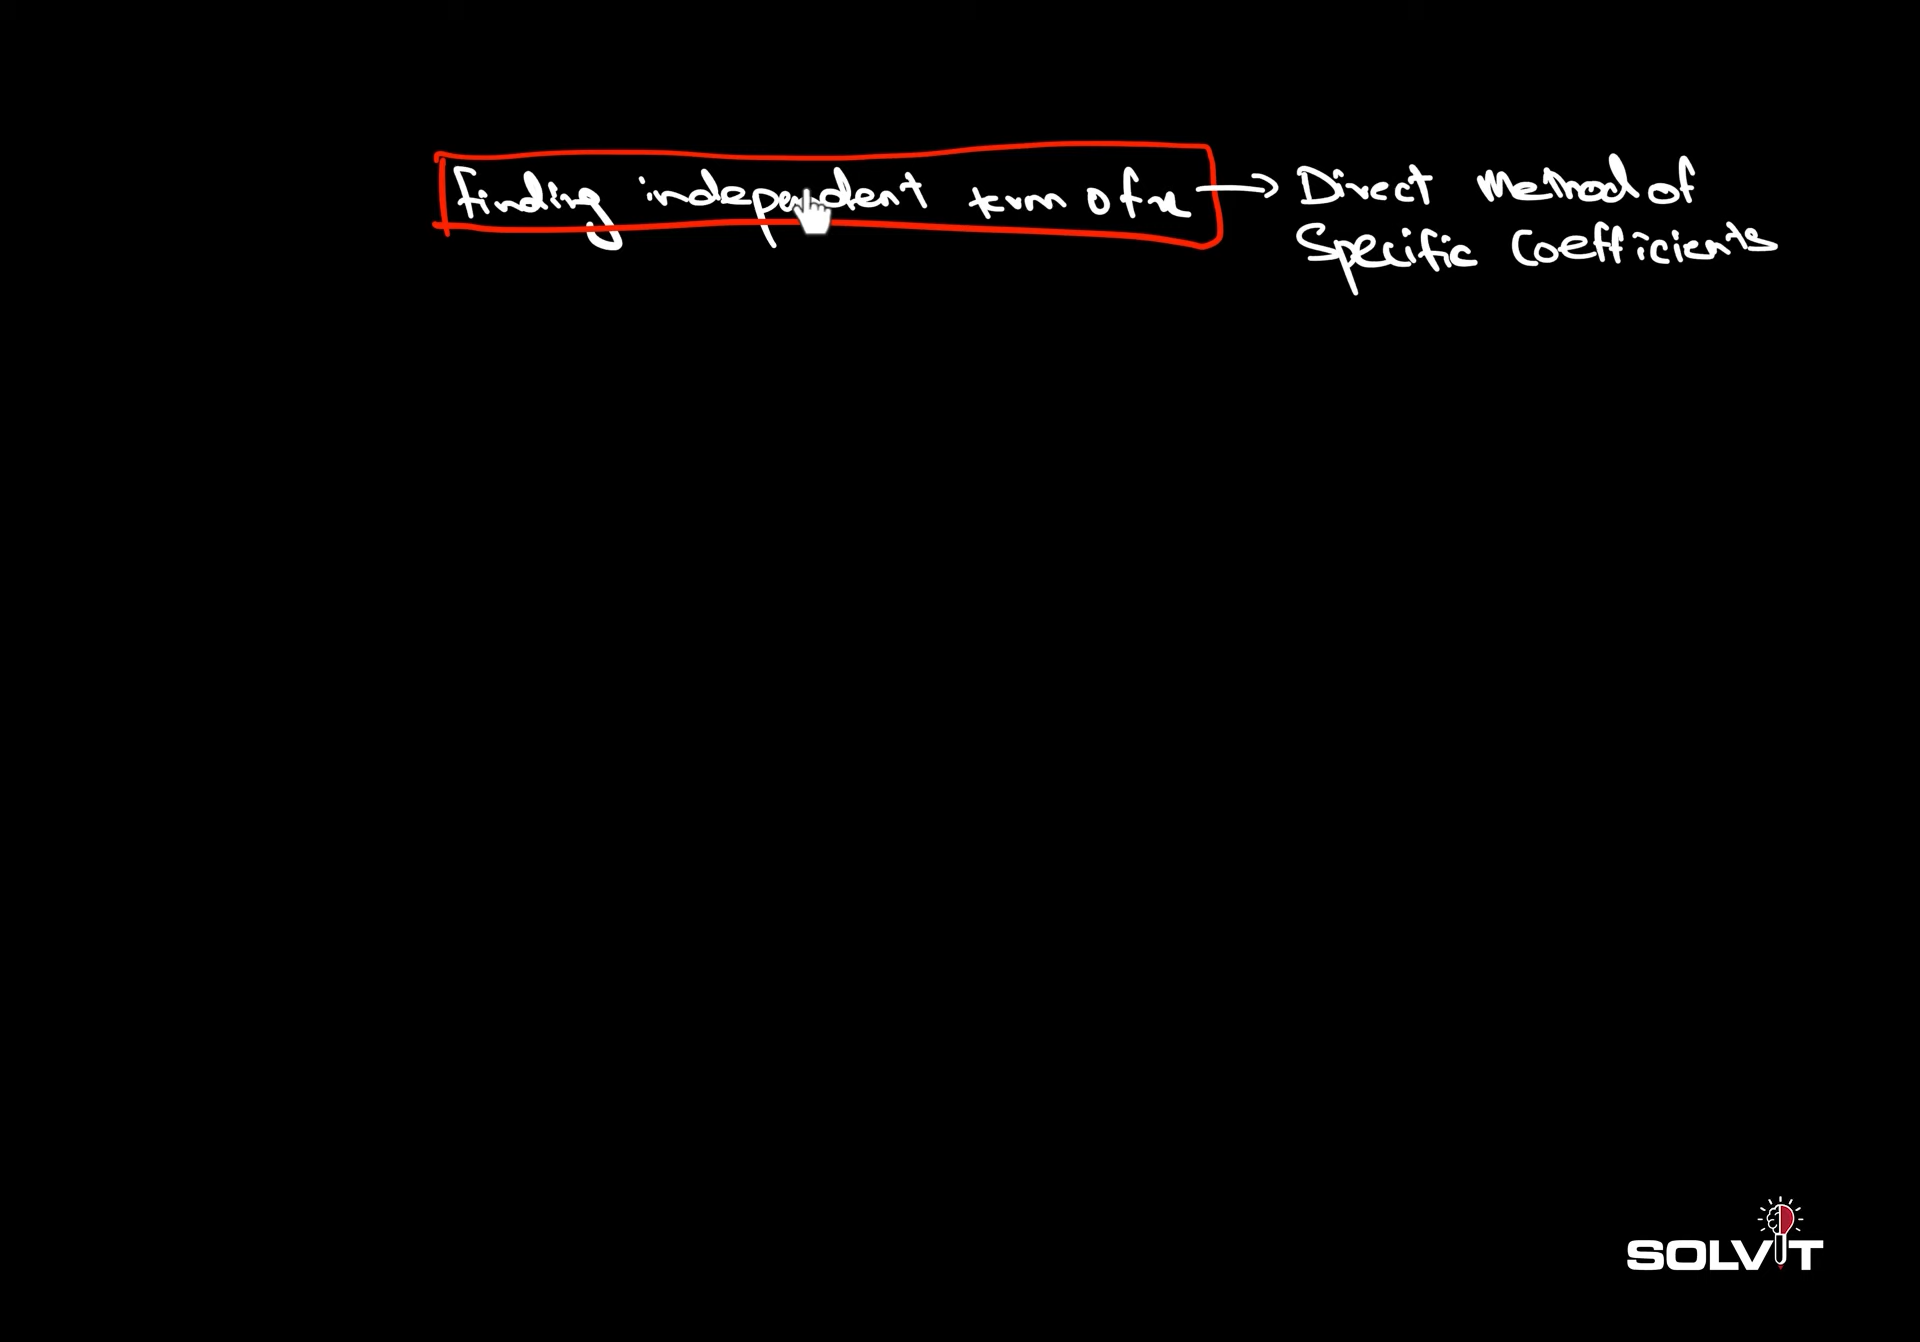 Finding independent term of x → Direct Method of
Specific Coefficients
SOLVIT